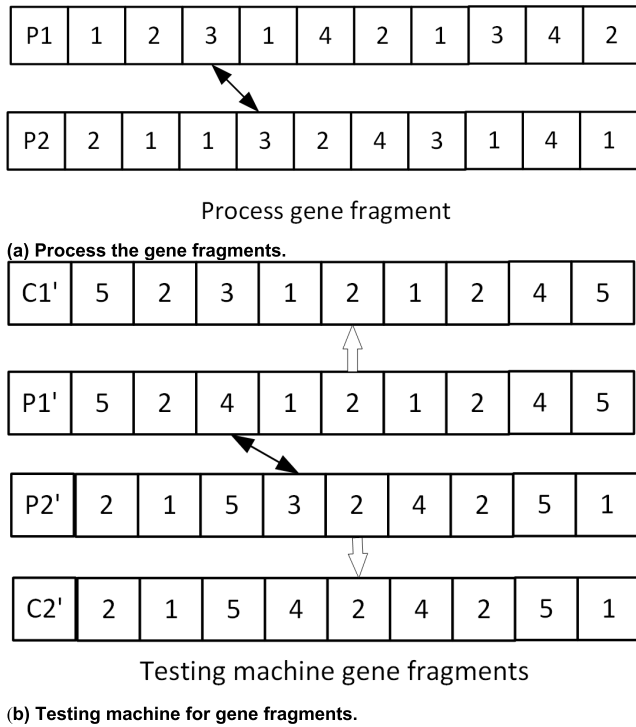 P1 1 2 3 1 4 2 1 3 4 2
P2 2 1 1 3 2 4 3 1 4 1
Process gene fragment
(a) Process the gene fragments.
C1' 5 2 3 1 2 1 2 4 5
P1' 5 2 4 1 2 1 2 4 5
P2' 2 1 5 3 2 4 2 5 1
C2' 2 1 5 4 2 4 2 5 1
Testing machine gene fragments
(b) Testing machine for gene fragments.